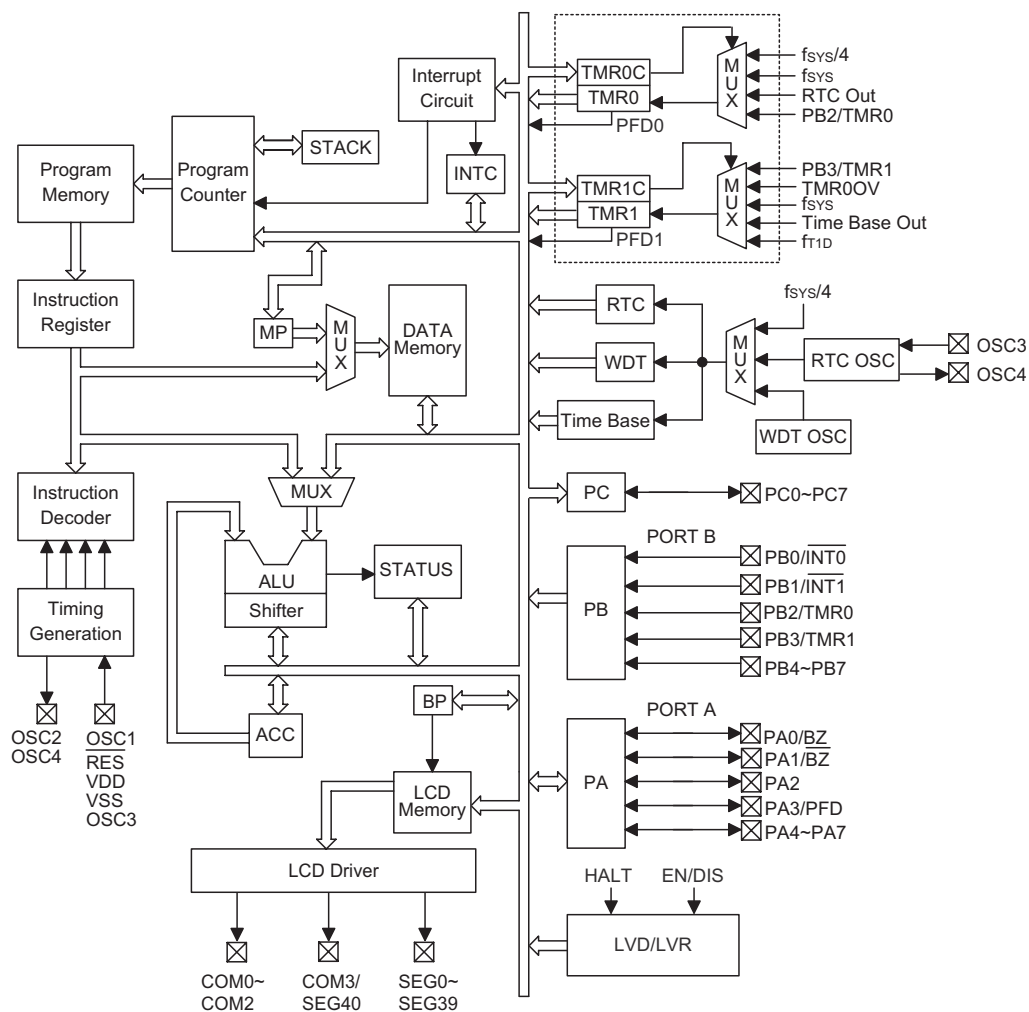 Interrupt
Circuit
TMR0C
TMR0
PFD0
MUX
fSYS/4
fSYS
RTC Out
PB2/TMR0
STACK
Program
Memory
Program
Counter
INTC
TMR1C
TMR1
PFD1
MUX
PB3/TMR1
TMR0OV
fSYS
Time Base Out
fT1D
Instruction
Register
MP
MUX
DATA
Memory
RTC
WDT
Time Base
MUX
fSYS/4
RTC OSC
OSC3
OSC4
WDT OSC
Instruction
Decoder
MUX
PC
PC0~PC7
ALU
Shifter
STATUS
PORT B
PB
PB0/INT0
PB1/INT1
PB2/TMR0
PB3/TMR1
PB4~PB7
Timing
Generation
OSC2
OSC4
OSC1
RES
VDD
VSS
OSC3
ACC
BP
LCD
Memory
PORT A
PA
PA0/BZ
PA1/BZ
PA2
PA3/PFD
PA4~PA7
LCD Driver
HALT
EN/DIS
LVD/LVR
COM0~
COM2
COM3/
SEG40
SEG0~
SEG39